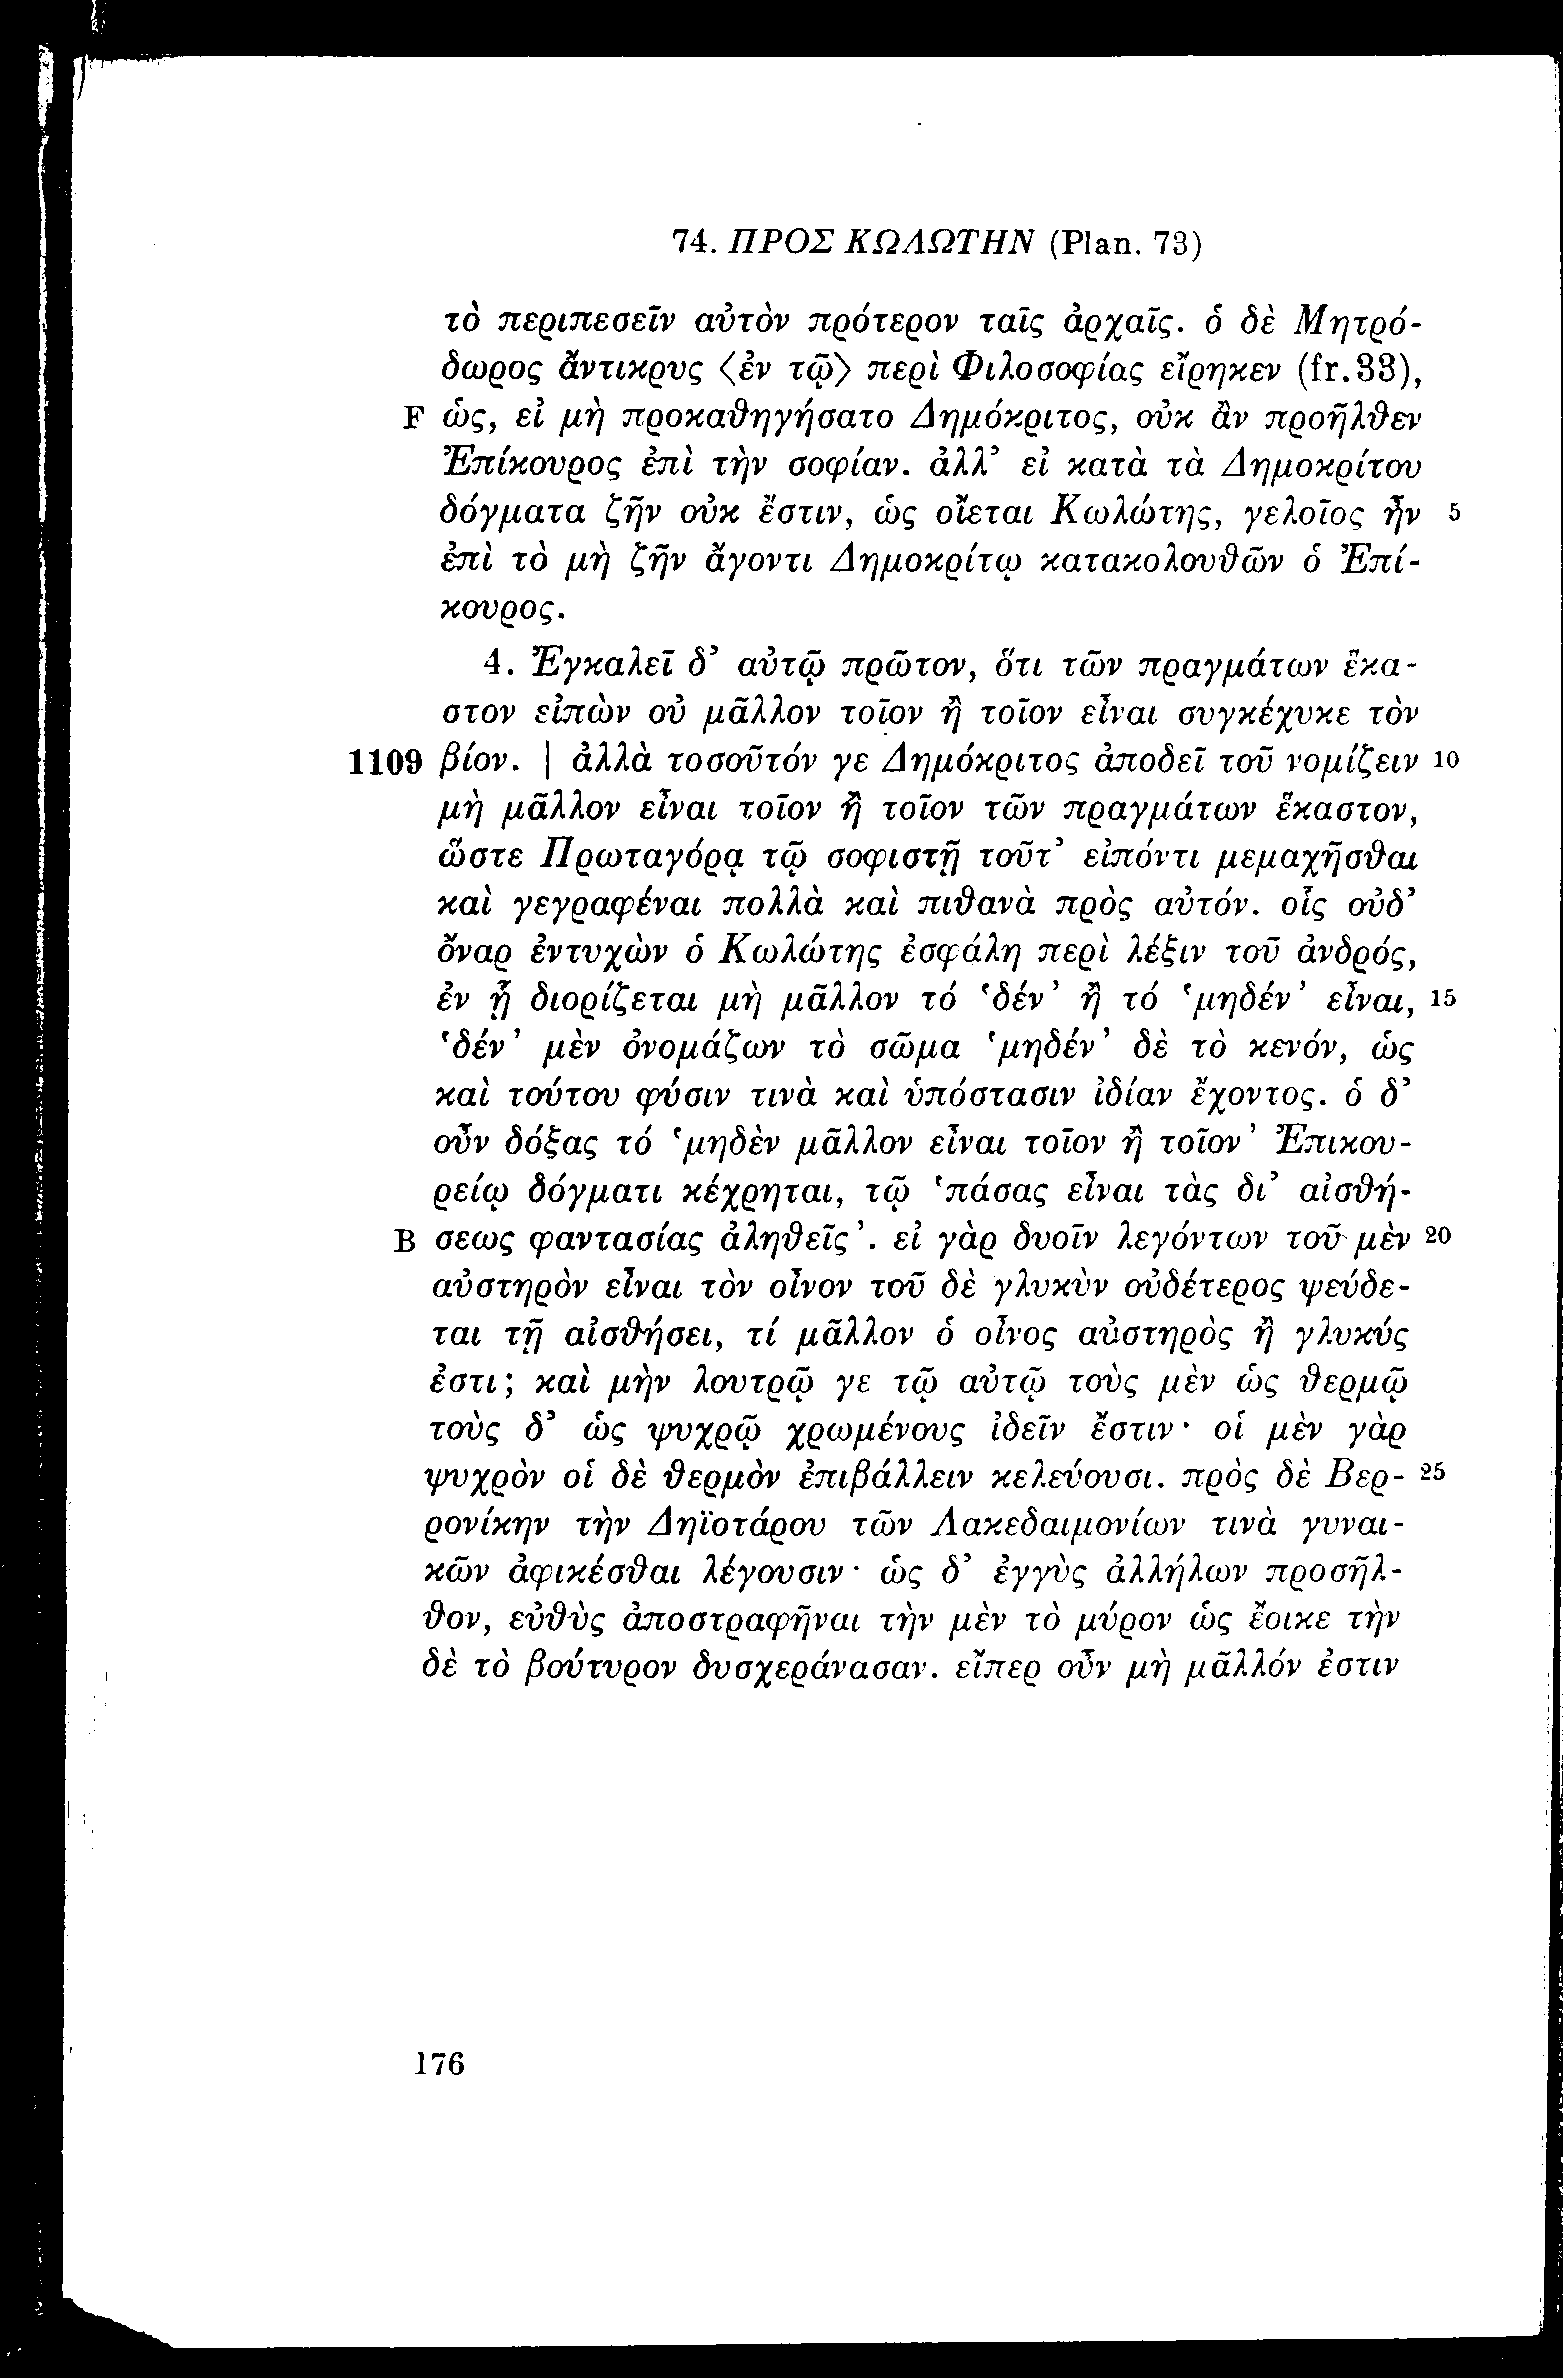 74. ΠΡΟΣ ΚΩΛΩΤΗΝ (Plan. 73)
τὸ περιπεσεῖν αὐτὸν πρότερον ταῖς ἀρχαῖς. ὁ δὲ Μητρό-
δωρος ἄντικρυς ⟨ἐν τῷ⟩ περὶ Φιλοσοφίας εἴρηκεν (fr. 33),
F ὡς, εἰ μὴ προκαθηγήσατο Δημόκριτος, οὐκ ἂν προῆλθεν
Ἐπίκουρος ἐπὶ τὴν σοφίαν. ἀλλ’ εἰ κατὰ τὰ Δημοκρίτου
δόγματα ζῆν οὐκ ἔστιν, ὡς οἴεται Κωλώτης, γελοῖος ἦν 5
ἐπὶ τὸ μὴ ζῆν ἄγοντι Δημοκρίτῳ κατακολουθῶν ὁ Ἐπί-
κουρος.
4. Ἐγκαλεῖ δ’ αὐτῷ πρῶτον, ὅτι τῶν πραγμάτων ἕκα-
στον εἰπὼν οὐ μᾶλλον τοῖον ἢ τοῖον εἶναι συγκέχυκε τὸν
1109 βίον. | ἀλλὰ τοσοῦτόν γε Δημόκριτος ἀποδεῖ τοῦ νομίζειν 10
μὴ μᾶλλον εἶναι τοῖον ἢ τοῖον τῶν πραγμάτων ἕκαστον,
ὥστε Πρωταγόρᾳ τῷ σοφιστῇ τοῦτ’ εἰπόντι μεμαχῆσθαι
καὶ γεγραφέναι πολλὰ καὶ πιθανὰ πρὸς αὐτόν. οἷς οὐδ’
ὄναρ ἐντυχὼν ὁ Κωλώτης ἐσφάλη περὶ λέξιν τοῦ ἀνδρός,
ἐν ᾗ διορίζεται μὴ μᾶλλον τό ‘δέν’ ἢ τό ‘μηδέν’ εἶναι, 15
‘δέν’ μὲν ὀνομάζων τὸ σῶμα ‘μηδέν’ δὲ τὸ κενόν, ὡς
καὶ τούτου φύσιν τινὰ καὶ ὑπόστασιν ἰδίαν ἔχοντος. ὁ δ’
οὖν δόξας τό ‘μηδὲν μᾶλλον εἶναι τοῖον ἢ τοῖον’ Ἐπικου-
ρείῳ δόγματι κέχρηται, τῷ ‘πάσας εἶναι τὰς δι’ αἰσθή-
B σεως φαντασίας ἀληθεῖς’. εἰ γὰρ δυοῖν λεγόντων τοῦ μὲν 20
αὐστηρὸν εἶναι τὸν οἶνον τοῦ δὲ γλυκὺν οὐδέτερος ψεύδε-
ται τῇ αἰσθήσει, τί μᾶλλον ὁ οἶνος αὐστηρὸς ἢ γλυκύς
ἐστι; καὶ μὴν λουτρῷ γε τῷ αὐτῷ τοὺς μὲν ὡς θερμῷ
τοὺς δ’ ὡς ψυχρῷ χρωμένους ἰδεῖν ἔστιν· οἱ μὲν γὰρ
ψυχρὸν οἱ δὲ θερμὸν ἐπιβάλλειν κελεύουσι. πρὸς δὲ Βερ- 25
ρονίκην τὴν Δηϊοτάρου τῶν Λακεδαιμονίων τινὰ γυναι-
κῶν ἀφικέσθαι λέγουσιν· ὡς δ’ ἐγγὺς ἀλλήλων προσῆλ-
θον, εὐθὺς ἀποστραφῆναι τὴν μὲν τὸ μύρον ὡς ἔοικε τὴν
δὲ τὸ βούτυρον δυσχεράνασαν. εἴπερ οὖν μὴ μᾶλλόν ἐστιν
176